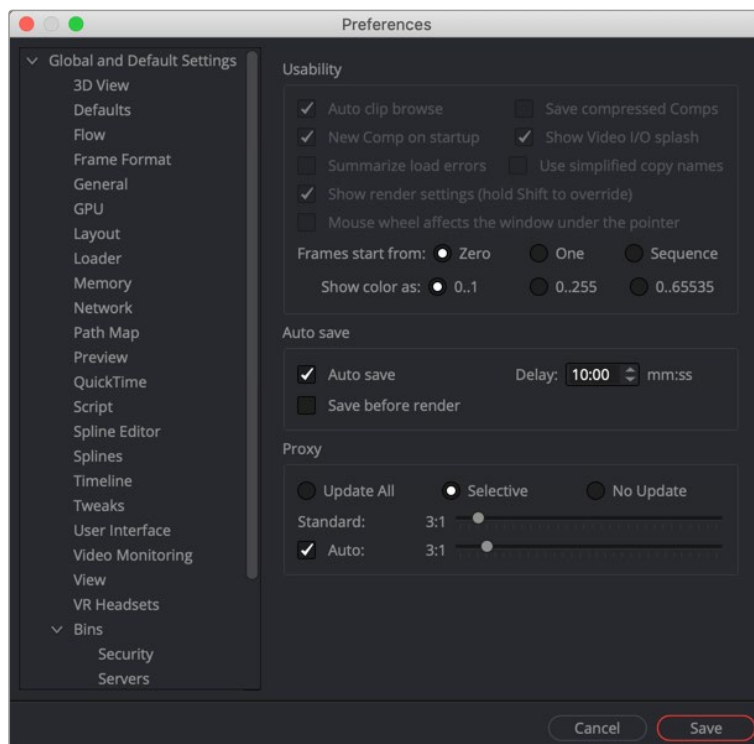 Preferences
Global and Default Settings
3D View
Defaults
Flow
Frame Format
General
GPU
Layout
Loader
Memory
Network
Path Map
Preview
QuickTime
Script
Spline Editor
Splines
Timeline
Tweaks
User Interface
Video Monitoring
View
VR Headsets
Bins
Security
Servers
Usability
Auto clip browse Save compressed Comps
New Comp on startup Show Video I/O splash
Summarize load errors Use simplified copy names
Show render settings (hold Shift to override)
Mouse wheel affects the window under the pointer
Frames start from: Zero One Sequence
Show color as: 0..1 0..255 0..65535
Auto save
Auto save Delay: 10:00 mm:ss
Save before render
Proxy
Update All Selective No Update
Standard: 3:1
Auto: 3:1
Cancel Save